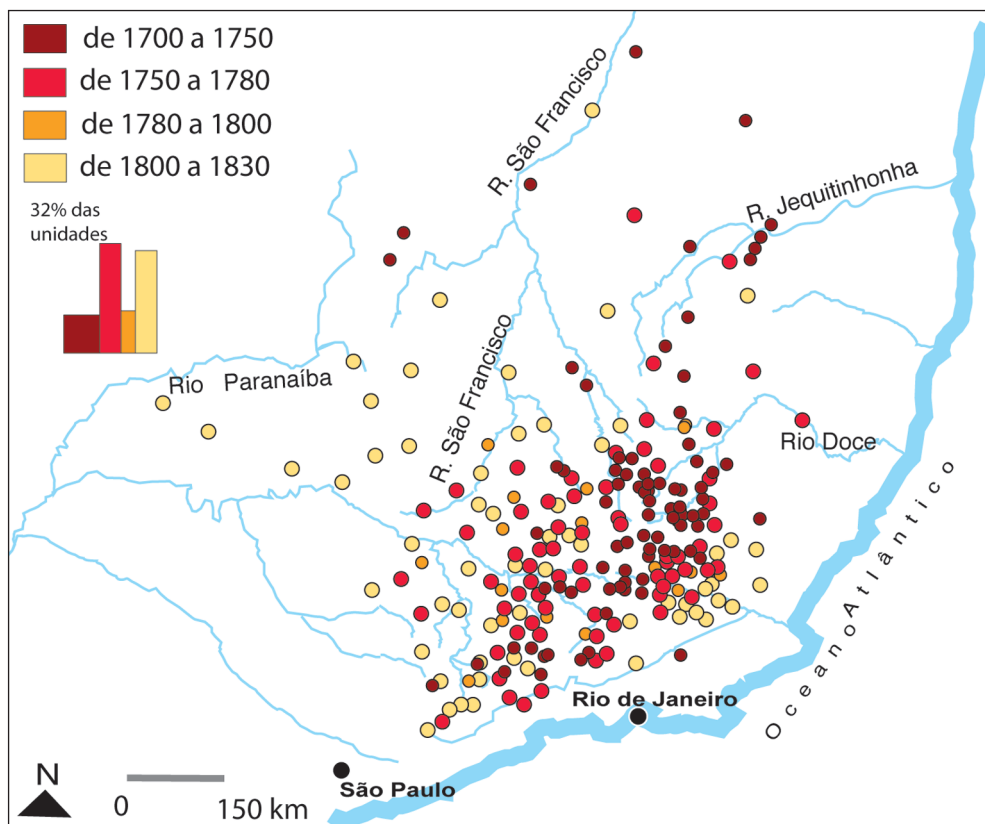 de 1700 a 1750
de 1750 a 1780
de 1780 a 1800
de 1800 a 1830
32% das
unidades
R. São Francisco
R. Jequitinhonha
R. São Francisco
Rio Paranaíba
Rio Doce
Oceano Atlântico
Rio de Janeiro
São Paulo
N
0 150 km